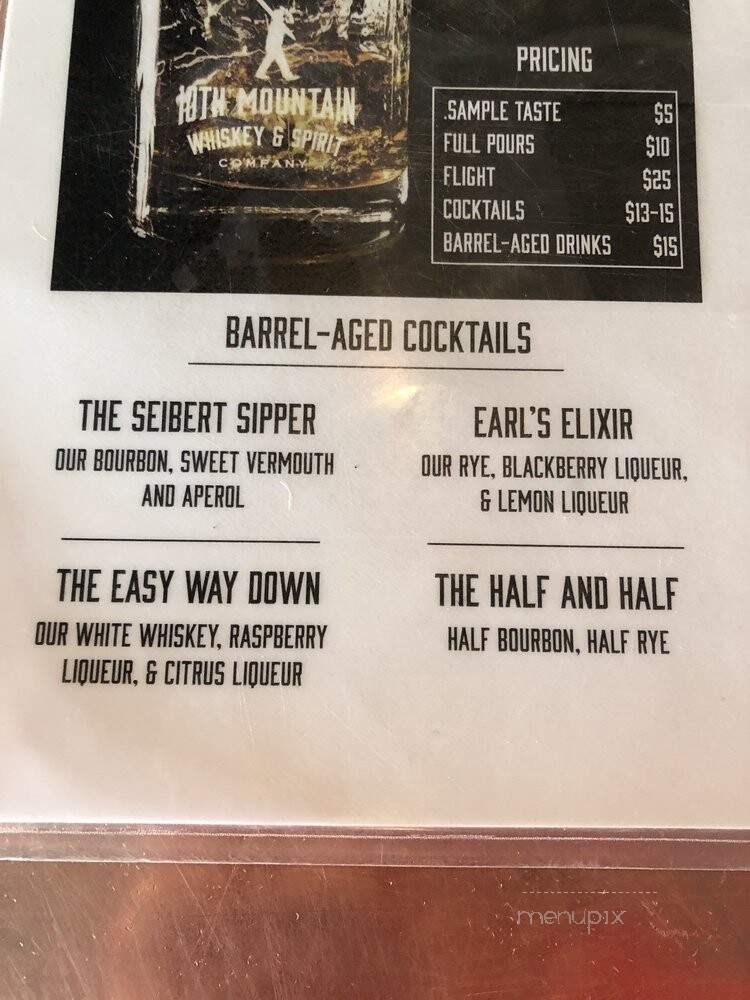 10TH MOUNTAIN
WHISKEY & SPIRIT
COMPANY
PRICING
.SAMPLE TASTE $5
FULL POURS $10
FLIGHT $25
COCKTAILS $13-15
BARREL-AGED DRINKS $15
BARREL-AGED COCKTAILS
THE SEIBERT SIPPER
OUR BOURBON, SWEET VERMOUTH
AND APEROL
EARL'S ELIXIR
OUR RYE, BLACKBERRY LIQUEUR,
& LEMON LIQUEUR
THE EASY WAY DOWN
OUR WHITE WHISKEY, RASPBERRY
LIQUEUR, & CITRUS LIQUEUR
THE HALF AND HALF
HALF BOURBON, HALF RYE
menupix